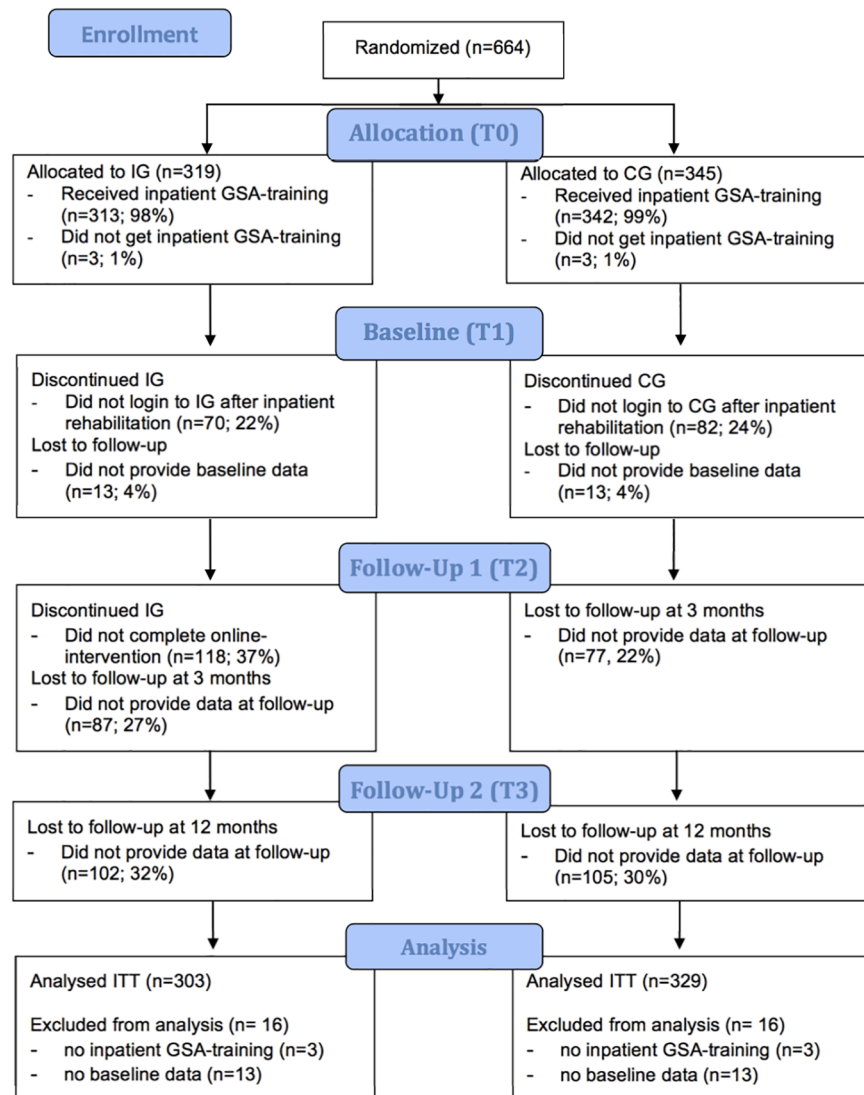 Enrollment
Randomized (n=664)
Allocation (T0)
Allocated to IG (n=319)
- Received inpatient GSA-training
(n=313; 98%)
- Did not get inpatient GSA-training
(n=3; 1%)
Allocated to CG (n=345)
- Received inpatient GSA-training
(n=342; 99%)
- Did not get inpatient GSA-training
(n=3; 1%)
Baseline (T1)
Discontinued IG
- Did not login to IG after inpatient
rehabilitation (n=70; 22%)
Lost to follow-up
- Did not provide baseline data
(n=13; 4%)
Discontinued CG
- Did not login to CG after inpatient
rehabilitation (n=82; 24%)
Lost to follow-up
- Did not provide baseline data
(n=13; 4%)
Follow-Up 1 (T2)
Discontinued IG
- Did not complete online-
intervention (n=118; 37%)
Lost to follow-up at 3 months
- Did not provide data at follow-up
(n=87; 27%)
Lost to follow-up at 3 months
- Did not provide data at follow-up
(n=77, 22%)
Follow-Up 2 (T3)
Lost to follow-up at 12 months
- Did not provide data at follow-up
(n=102; 32%)
Lost to follow-up at 12 months
- Did not provide data at follow-up
(n=105; 30%)
Analysis
Analysed ITT (n=303)
Excluded from analysis (n= 16)
- no inpatient GSA-training (n=3)
- no baseline data (n=13)
Analysed ITT (n=329)
Excluded from analysis (n= 16)
- no inpatient GSA-training (n=3)
- no baseline data (n=13)